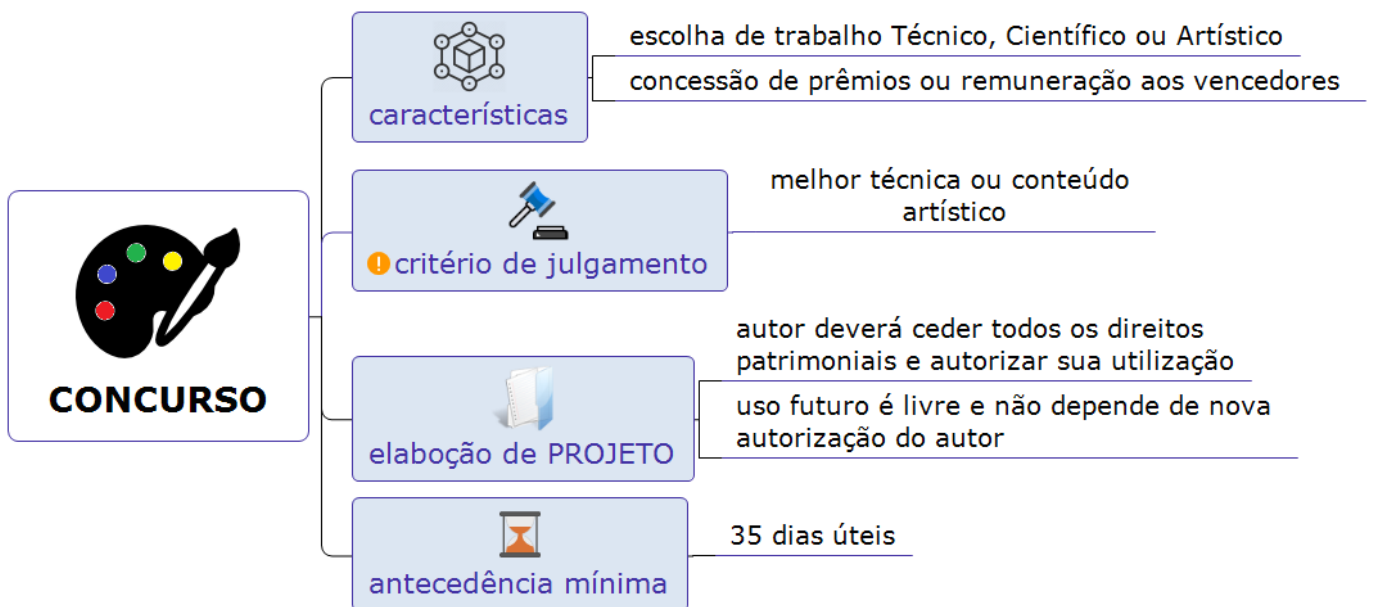 CONCURSO
características
escolha de trabalho Técnico, Científico ou Artístico
concessão de prêmios ou remuneração aos vencedores
critério de julgamento
melhor técnica ou conteúdo
artístico
elaboção de PROJETO
autor deverá ceder todos os direitos
patrimoniais e autorizar sua utilização
uso futuro é livre e não depende de nova
autorização do autor
antecedência mínima
35 dias úteis